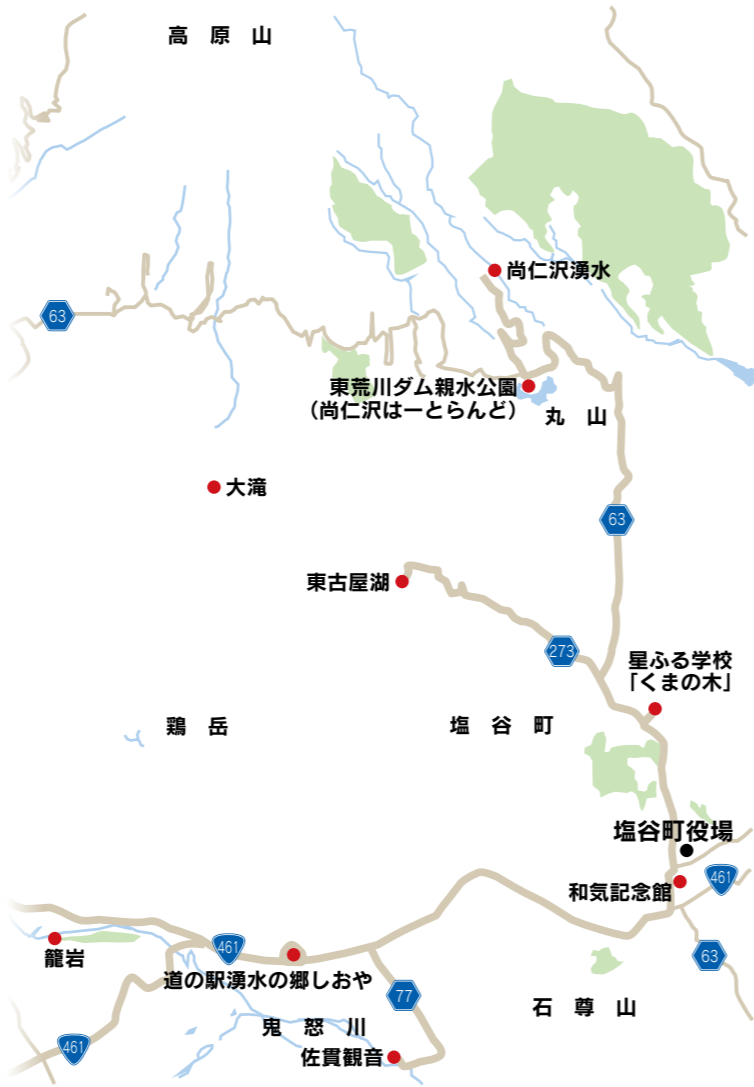 高原山
尚仁沢湧水
63
東荒川ダム親水公園
（尚仁沢はーとらんど）
丸山
大滝
63
東古屋湖
273
星ふる学校
「くまの木」
鶏岳
塩谷町
塩谷町役場
461
和気記念館
461
籠岩
63
道の駅湧水の郷しおや
77
石尊山
鬼怒川
461
佐貫観音